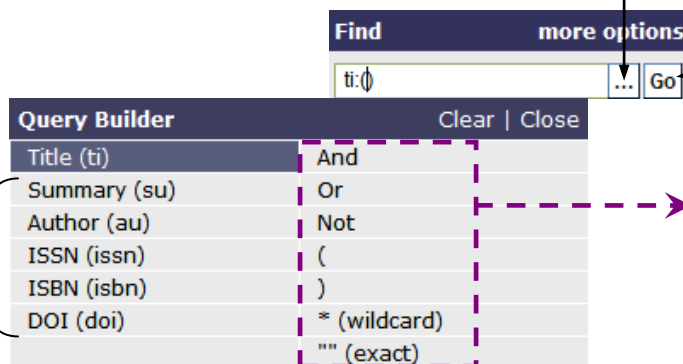 Find more options
ti:() ... Go
Query Builder Clear | Close
Title (ti) And
Summary (su) Or
Author (au) Not
ISSN (issn) (
ISBN (isbn) )
DOI (doi) * (wildcard)
"" (exact)